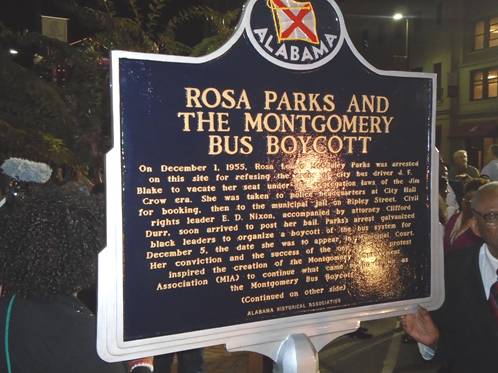 ALABAMA
ROSA PARKS AND
THE MONTGOMERY
BUS BOYCOTT
On December 1, 1955, Rosa Parks was arrested
on this site for refusing the city bus driver J. F.
Blake to vacate her seat under segregation laws of the Jim
Crow era. She was taken to police headquarters at City Hall
for booking, then to the municipal jail on Ripley Street. Civil
rights leader E. D. Nixon, accompanied by attorney Clifford
Durr, soon arrived to post her bail. Parks's arrest galvanized
black leaders to organize a boycott of the bus system for
December 5, the date she was to appear Court.
Her conviction and the success of the protest
inspired the creation of the Montgomery
Association (MIA) to continue what came as
the Montgomery Bus
(Continued on other side)
ALABAMA HISTORICAL ASSOCIATION